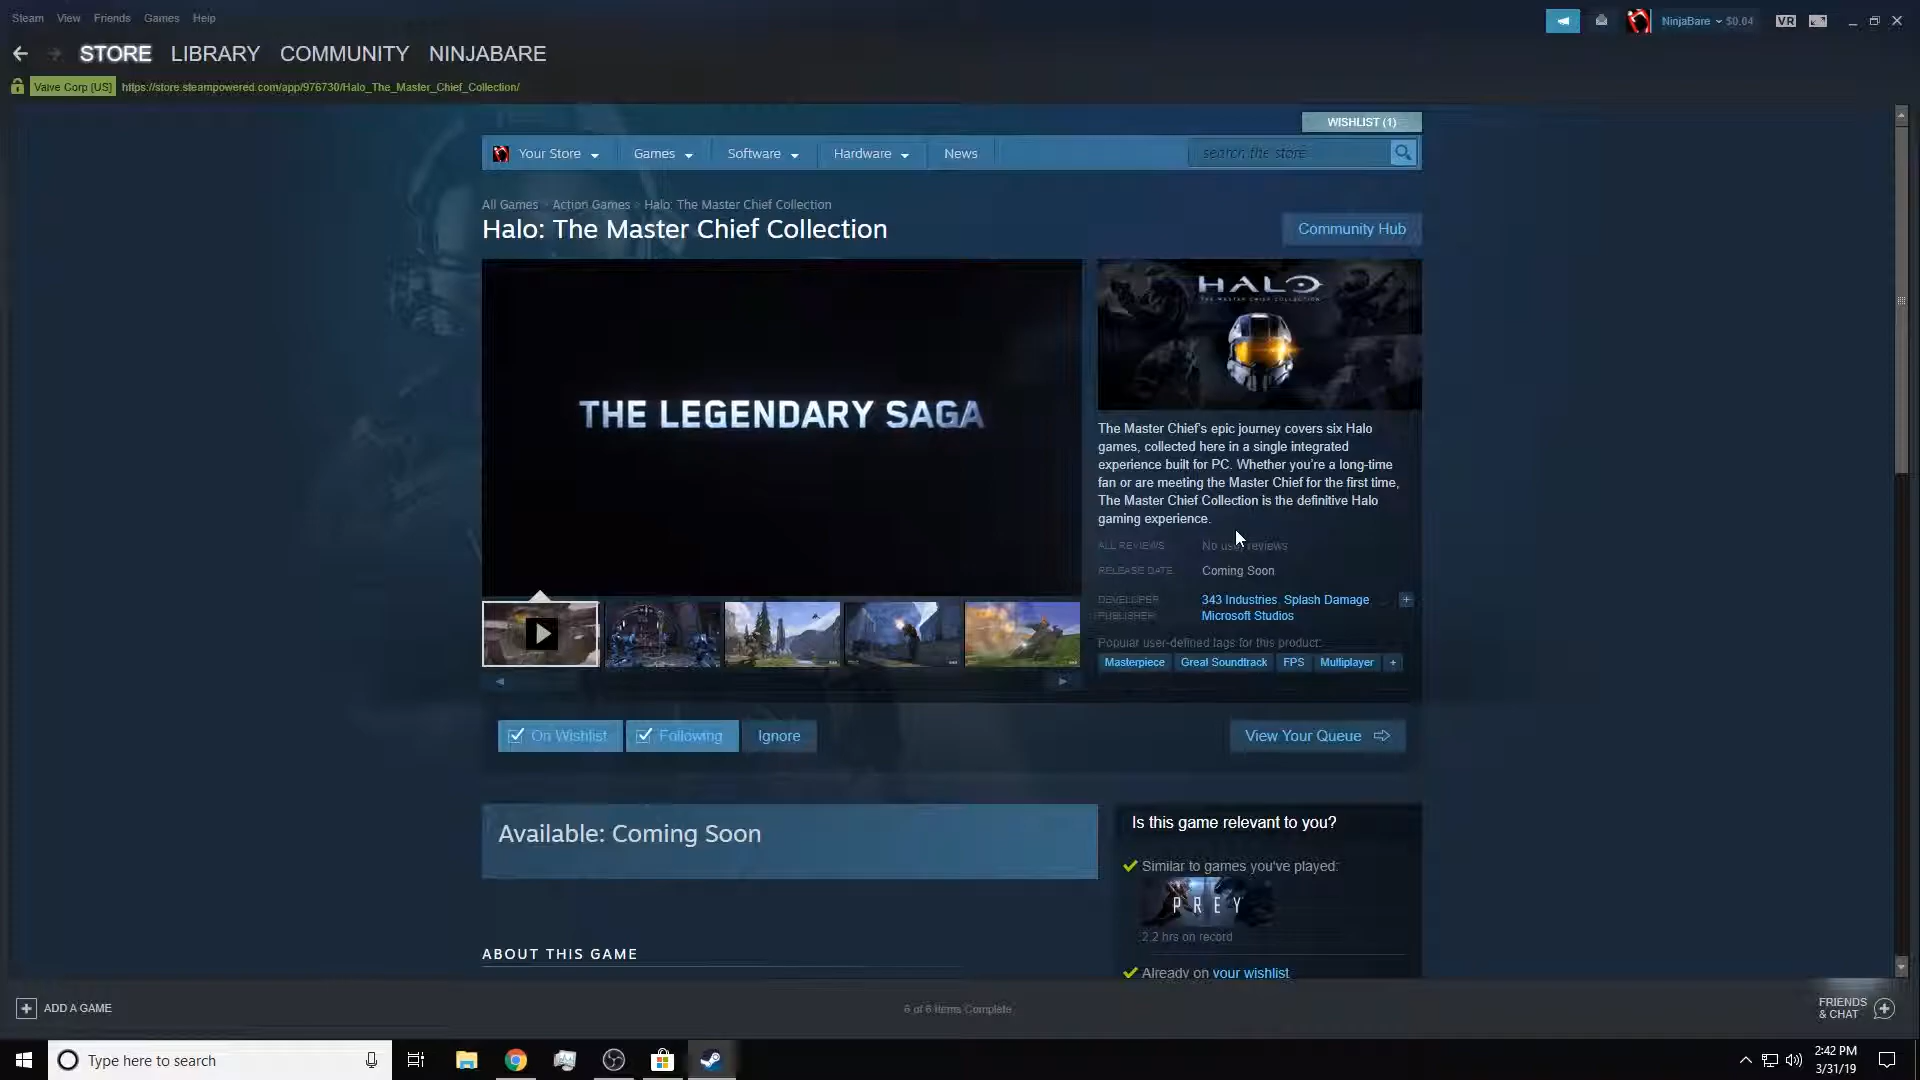 Steam View Friends Games Help
NinjaBare $0.04 VR
STORE LIBRARY COMMUNITY NINJABARE
Valve Corp [US] https://store.steampowered.com/app/976730/Halo_The_Master_Chief_Collection/
WISHLIST (1)
Your Store Games Software Hardware News search the store
All Games Action Games Halo: The Master Chief Collection
Halo: The Master Chief Collection
Community Hub
THE LEGENDARY SAGA
HALO
THE MASTER CHIEF COLLECTION
The Master Chief's epic journey covers six Halo
games, collected here in a single integrated
experience built for PC. Whether you're a long-time
fan or are meeting the Master Chief for the first time,
The Master Chief Collection is the definitive Halo
gaming experience.
ALL REVIEWS No user reviews
RELEASE DATE: Coming Soon
DEVELOPER 343 Industries, Splash Damage, ... +
PUBLISHER: Microsoft Studios
Popular user-defined tags for this product:
Masterpiece Great Soundtrack FPS Multiplayer +
On Wishlist Following Ignore View Your Queue
Available: Coming Soon
Is this game relevant to you?
Similar to games you've played:
PREY
2.2 hrs on record
ABOUT THIS GAME
Already on your wishlist
ADD A GAME
6 of 6 Items Complete
FRIENDS
& CHAT
Type here to search
2:42 PM
3/31/19